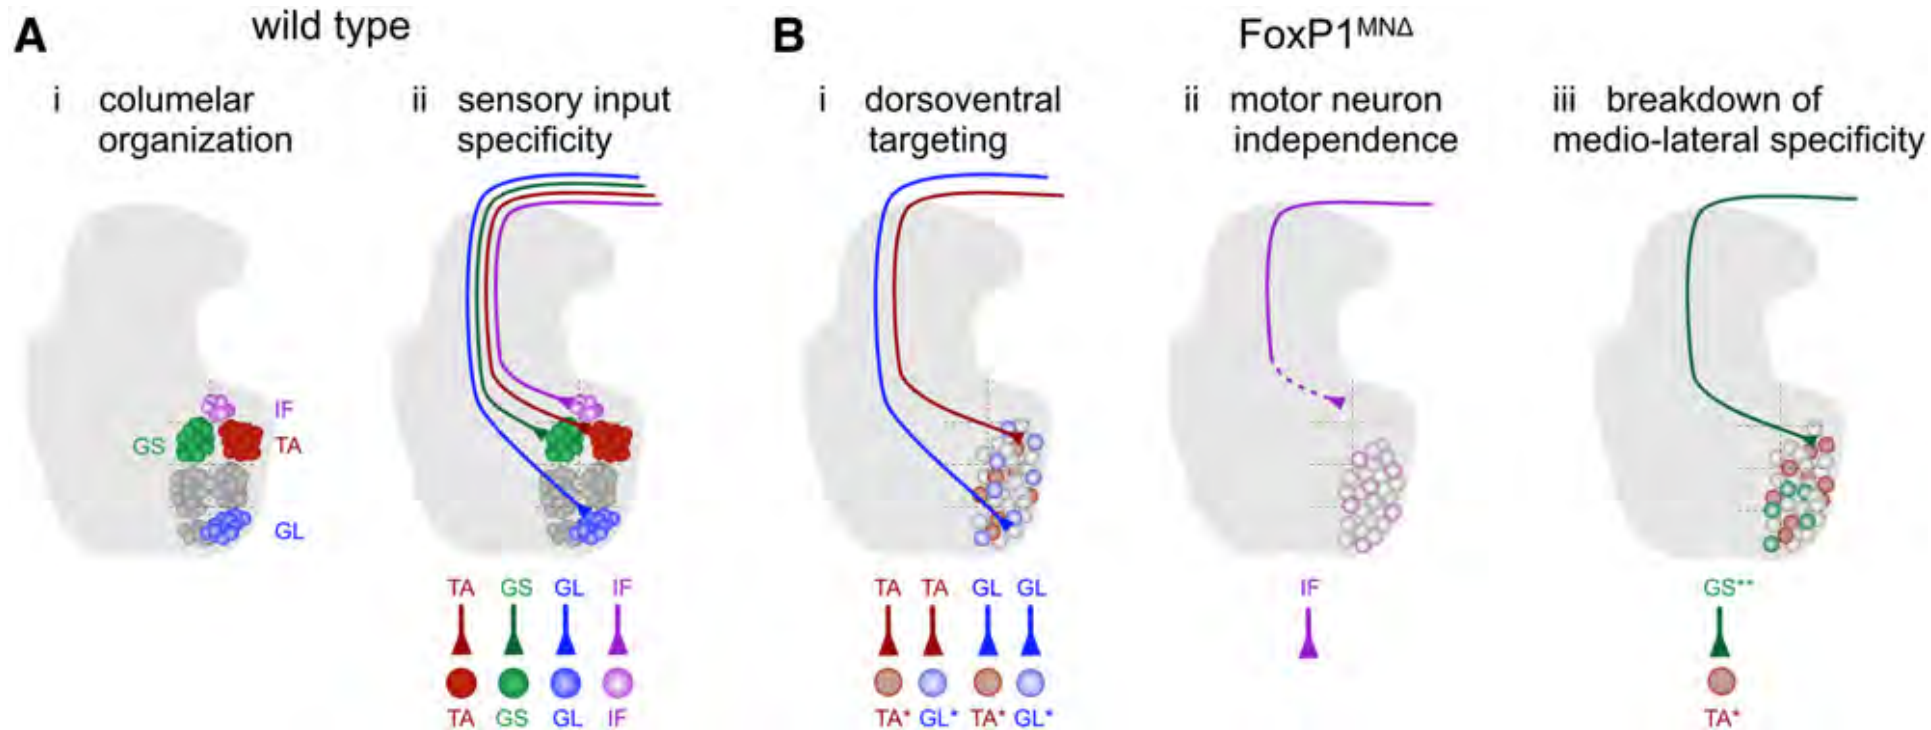 A
wild type
i columelar
organization
ii sensory input
specificity
IF
GS
TA
GL
TA GS GL IF
TA GS GL IF
B
FoxP1MNΔ
i dorsoventral
targeting
ii motor neuron
independence
iii breakdown of
medio-lateral specificity
TA TA GL GL
TA* GL* TA* GL*
IF
GS**
TA*